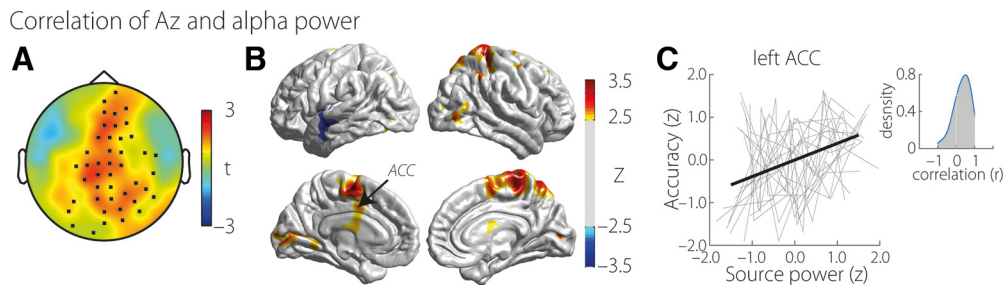 Correlation of Az and alpha power
A
3
t
−3
B
ACC
3.5
2.5
Z
−2.5
−3.5
C
left ACC
Accuracy (z)
2.0
1.0
0.0
−1.0
−2.0
−1.0
0.0
1.0
2.0
Source power (z)
desnsity
0.8
0.4
0
−1
0
1
correlation (r)